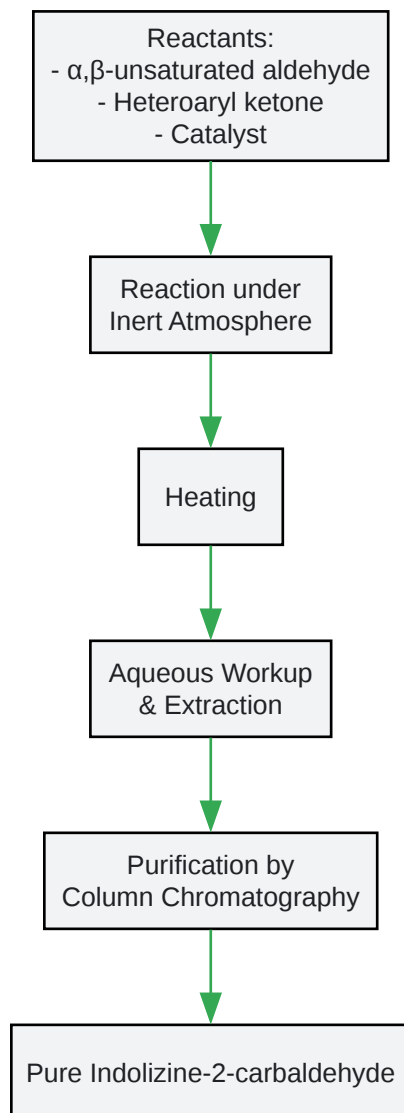 Reactants:
- α,β-unsaturated aldehyde
- Heteroaryl ketone
- Catalyst
Reaction under
Inert Atmosphere
Heating
Aqueous Workup
& Extraction
Purification by
Column Chromatography
Pure Indolizine-2-carbaldehyde